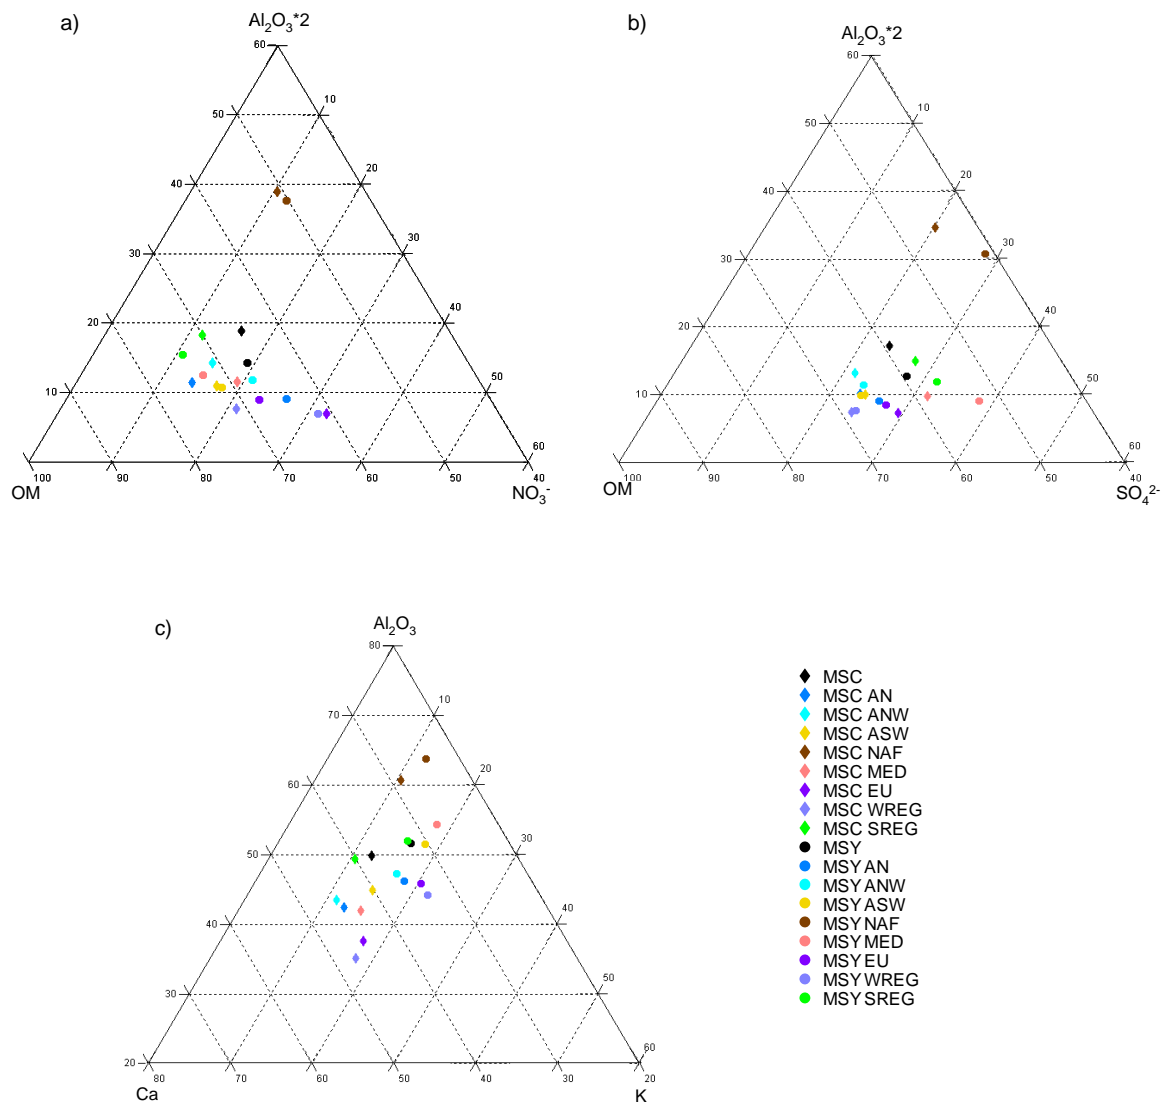 a)
Al₂O₃*2
60
50
10
40
20
30
30
20
40
10
50
60
100
90
80
70
60
50
40
OM
NO₃⁻
b)
Al₂O₃*2
60
50
10
40
20
30
30
20
40
10
50
60
100
90
80
70
60
50
40
OM
SO₄²⁻
c)
Al₂O₃
80
70
10
60
20
50
30
40
40
30
50
20
60
80
70
60
50
40
30
20
Ca
K
MSC
MSC AN
MSC ANW
MSC ASW
MSC NAF
MSC MED
MSC EU
MSC WREG
MSC SREG
MSY
MSY AN
MSY ANW
MSY ASW
MSY NAF
MSY MED
MSY EU
MSY WREG
MSY SREG